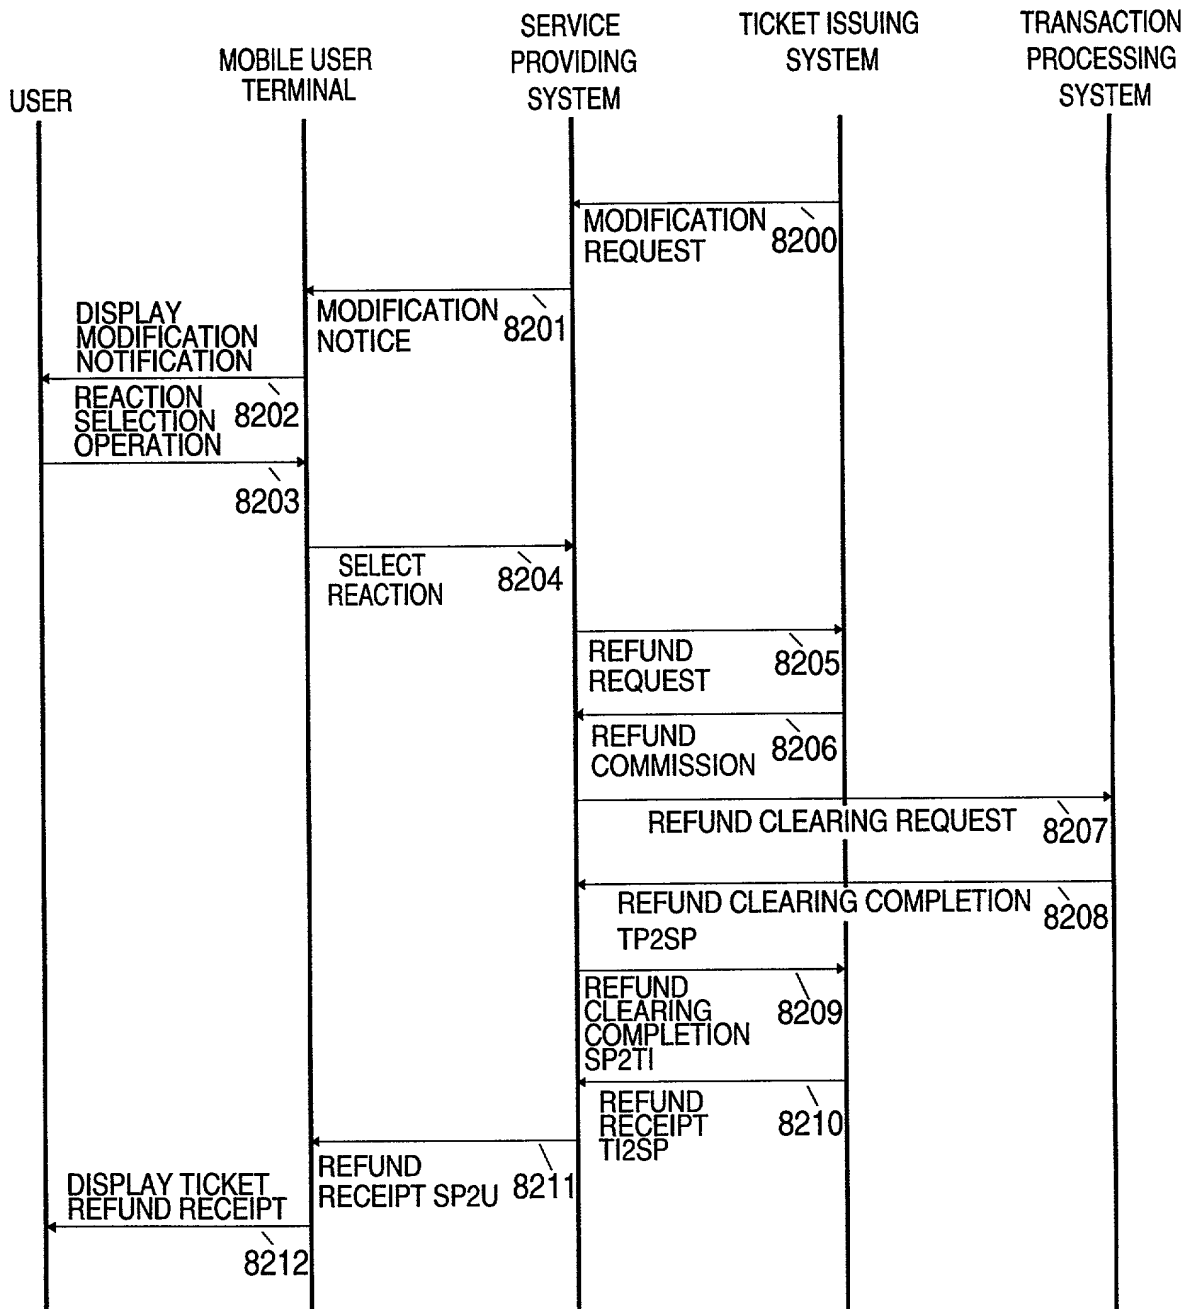 USER
MOBILE USER
TERMINAL
SERVICE
PROVIDING
SYSTEM
TICKET ISSUING
SYSTEM
TRANSACTION
PROCESSING
SYSTEM
MODIFICATION
REQUEST
8200
MODIFICATION
NOTICE
8201
DISPLAY
MODIFICATION
NOTIFICATION
8202
REACTION
SELECTION
OPERATION
8203
SELECT
REACTION
8204
REFUND
REQUEST
8205
REFUND
COMMISSION
8206
REFUND CLEARING REQUEST
8207
REFUND CLEARING COMPLETION
TP2SP
8208
REFUND
CLEARING
COMPLETION
SP2TI
8209
REFUND
RECEIPT
TI2SP
8210
REFUND
RECEIPT SP2U
8211
DISPLAY TICKET
REFUND RECEIPT
8212